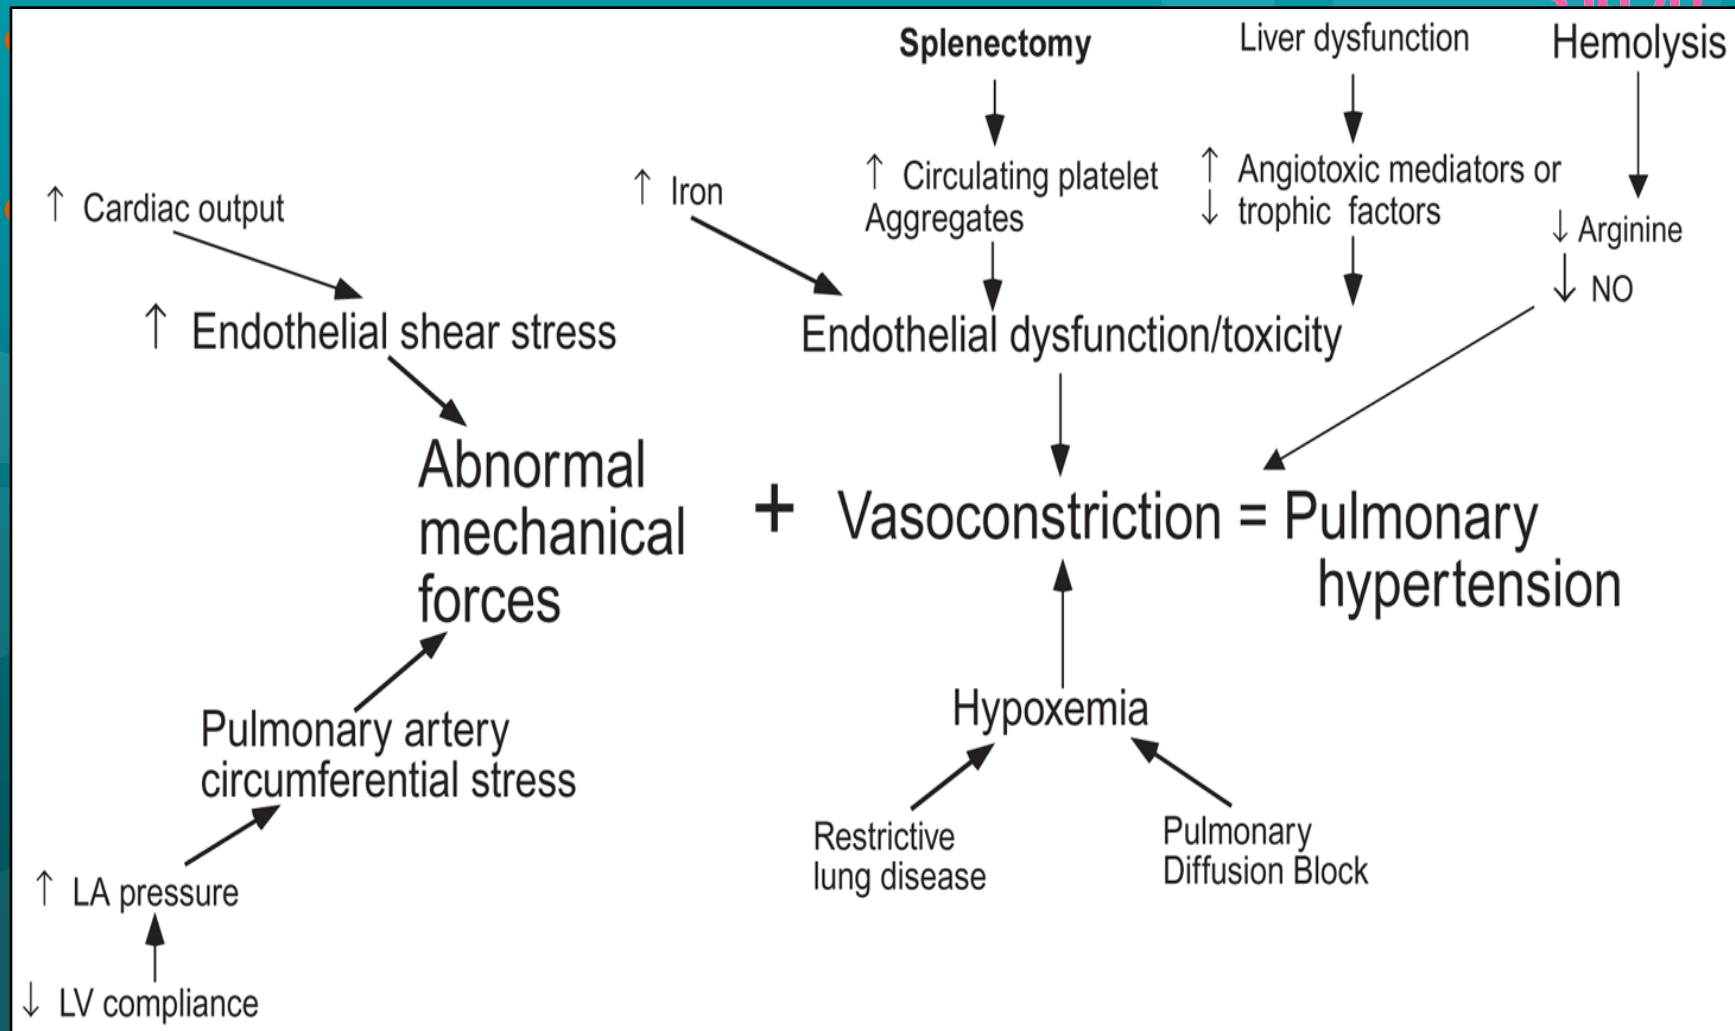 Splenectomy
Liver dysfunction
Hemolysis
↑ Circulating platelet
Aggregates
↑ Angiotoxic mediators or
↓ trophic factors
↑ Iron
↓ Arginine
↓ NO
↑ Cardiac output
↑ Endothelial shear stress
Endothelial dysfunction/toxicity
Abnormal
mechanical
forces
+ Vasoconstriction = Pulmonary
hypertension
Pulmonary artery
circumferential stress
Hypoxemia
Restrictive
lung disease
Pulmonary
Diffusion Block
↑ LA pressure
↓ LV compliance